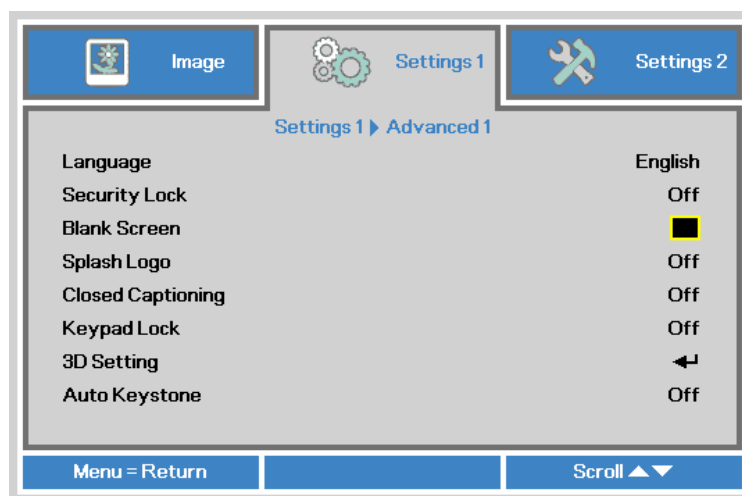 Image Settings 1 Settings 2
Settings 1 Advanced 1
Language English
Security Lock Off
Blank Screen
Splash Logo Off
Closed Captioning Off
Keypad Lock Off
3D Setting
Auto Keystone Off
Menu = Return Scroll